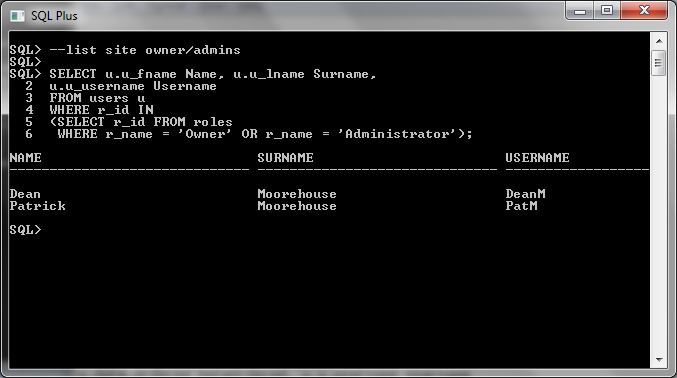 SQL Plus
SQL> --list site owner/admins
SQL>
SQL> SELECT u.u_fname Name, u.u_lname Surname,
  2  u.u_username Username
  3  FROM users u
  4  WHERE r_id IN
  5  (SELECT r_id FROM roles
  6   WHERE r_name = 'Owner' OR r_name = 'Administrator');
NAME                           SURNAME                        USERNAME
------------------------------ ------------------------------ ------------------
Dean                           Moorehouse                     DeanM
Patrick                        Moorehouse                     PatM
SQL>